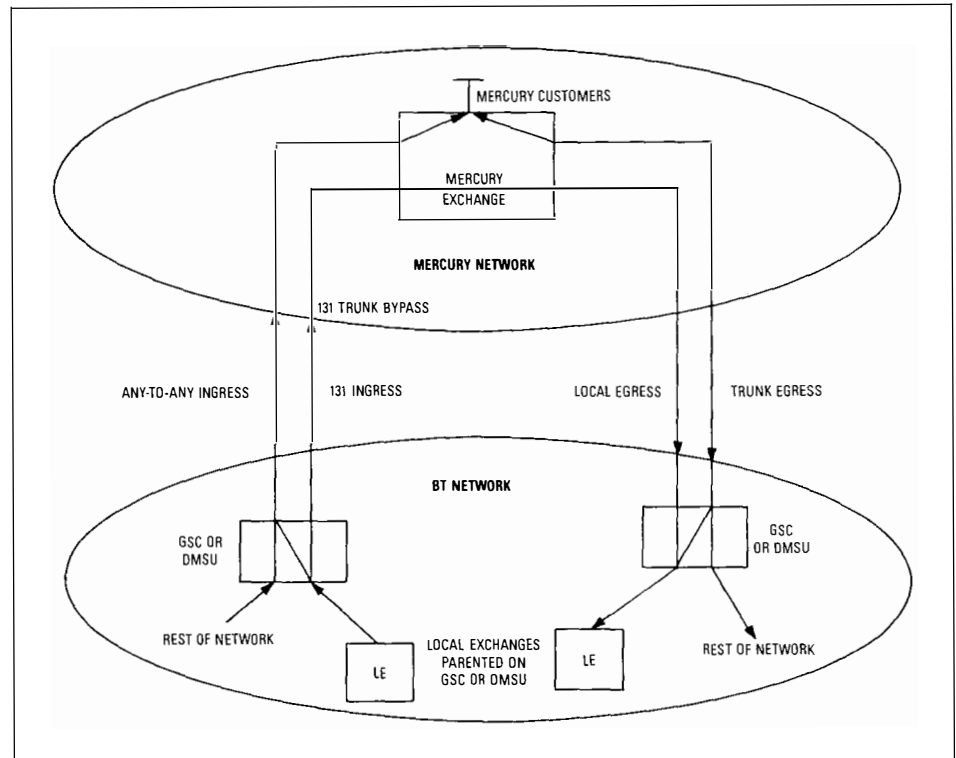 MERCURY CUSTOMERS
MERCURY
EXCHANGE
MERCURY NETWORK
131 TRUNK BYPASS
ANY-TO-ANY INGRESS
131 INGRESS
LOCAL EGRESS
TRUNK EGRESS
BT NETWORK
GSC OR
DMSU
GSC
OR DMSU
REST OF NETWORK
LE
LOCAL EXCHANGES
PARENTED ON
GSC OR DMSU
LE
REST OF NETWORK